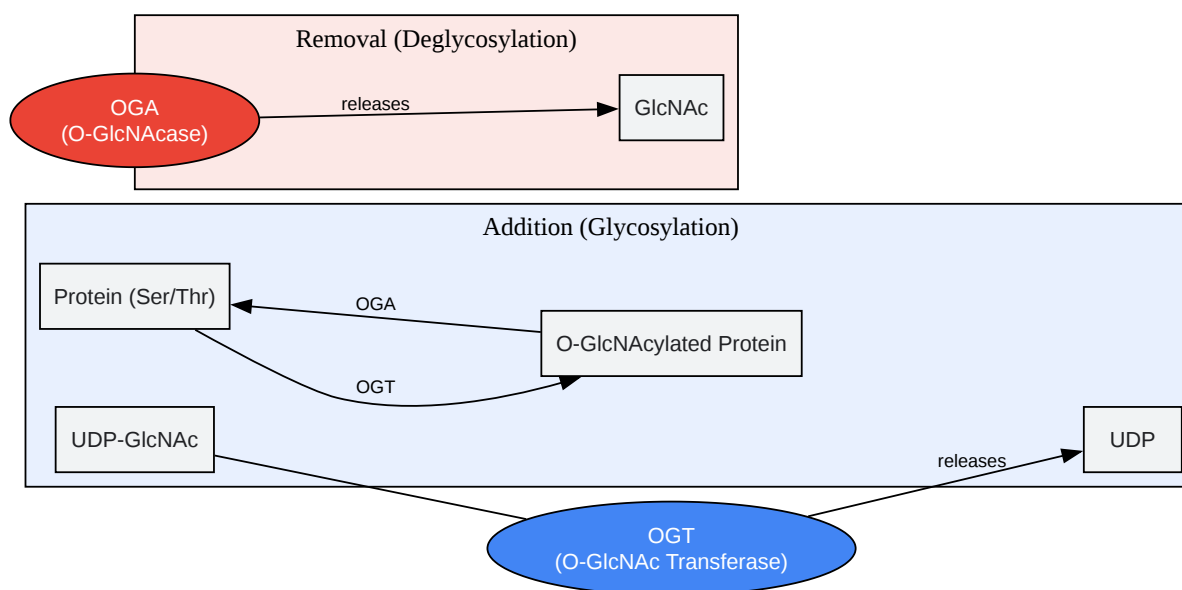 Removal (Deglycosylation)
OGA
(O-GlcNAcase)
releases
GlcNAc
Addition (Glycosylation)
Protein (Ser/Thr)
OGA
O-GlcNAcylated Protein
OGT
UDP-GlcNAc
releases
UDP
OGT
(O-GlcNAc Transferase)